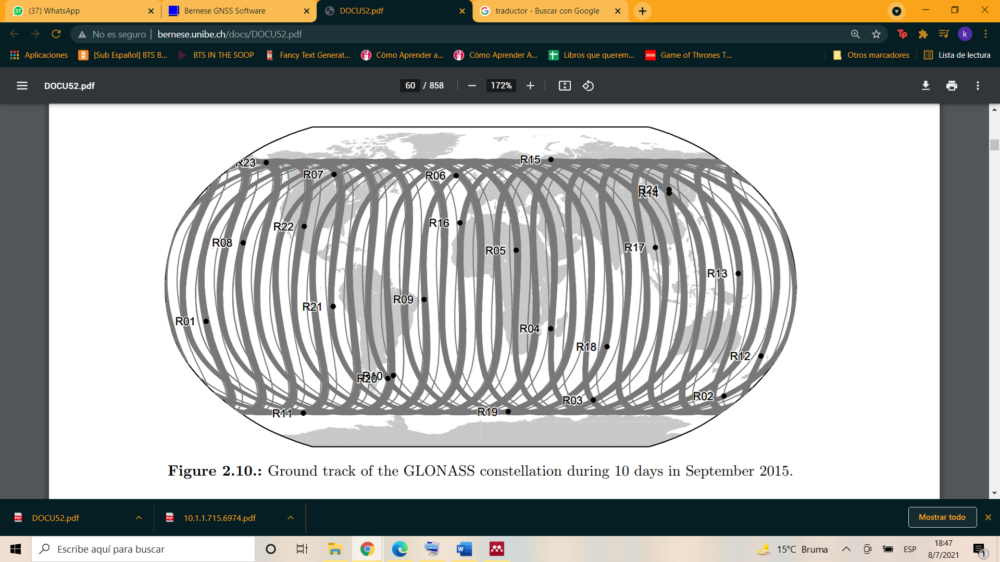 (37) WhatsApp
Bernese GNSS Software
DOCU52.pdf
traductor - Buscar con Google
No es seguro | bernese.unibe.ch/docs/DOCU52.pdf
Tp
k
Aplicaciones
[Sub Español] BTS B...
BTS IN THE SOOP
Fancy Text Generat...
Cómo Aprender a...
Cómo Aprender A...
Libros que querem...
Game of Thrones T...
Otros marcadores
Lista de lectura
DOCU52.pdf
60 / 858
172%
R23
R15
R07
R06
R24
R14
R16
R22
R08
R05
R17
R13
R09
R21
R01
R04
R18
R12
R10
R20
R02
R03
R19
R11
Figure 2.10.: Ground track of the GLONASS constellation during 10 days in September 2015.
DOCU52.pdf
10.1.1.715.6974.pdf
Mostrar todo
Escribe aquí para buscar
15°C Bruma
ESP
18:47
8/7/2021
1